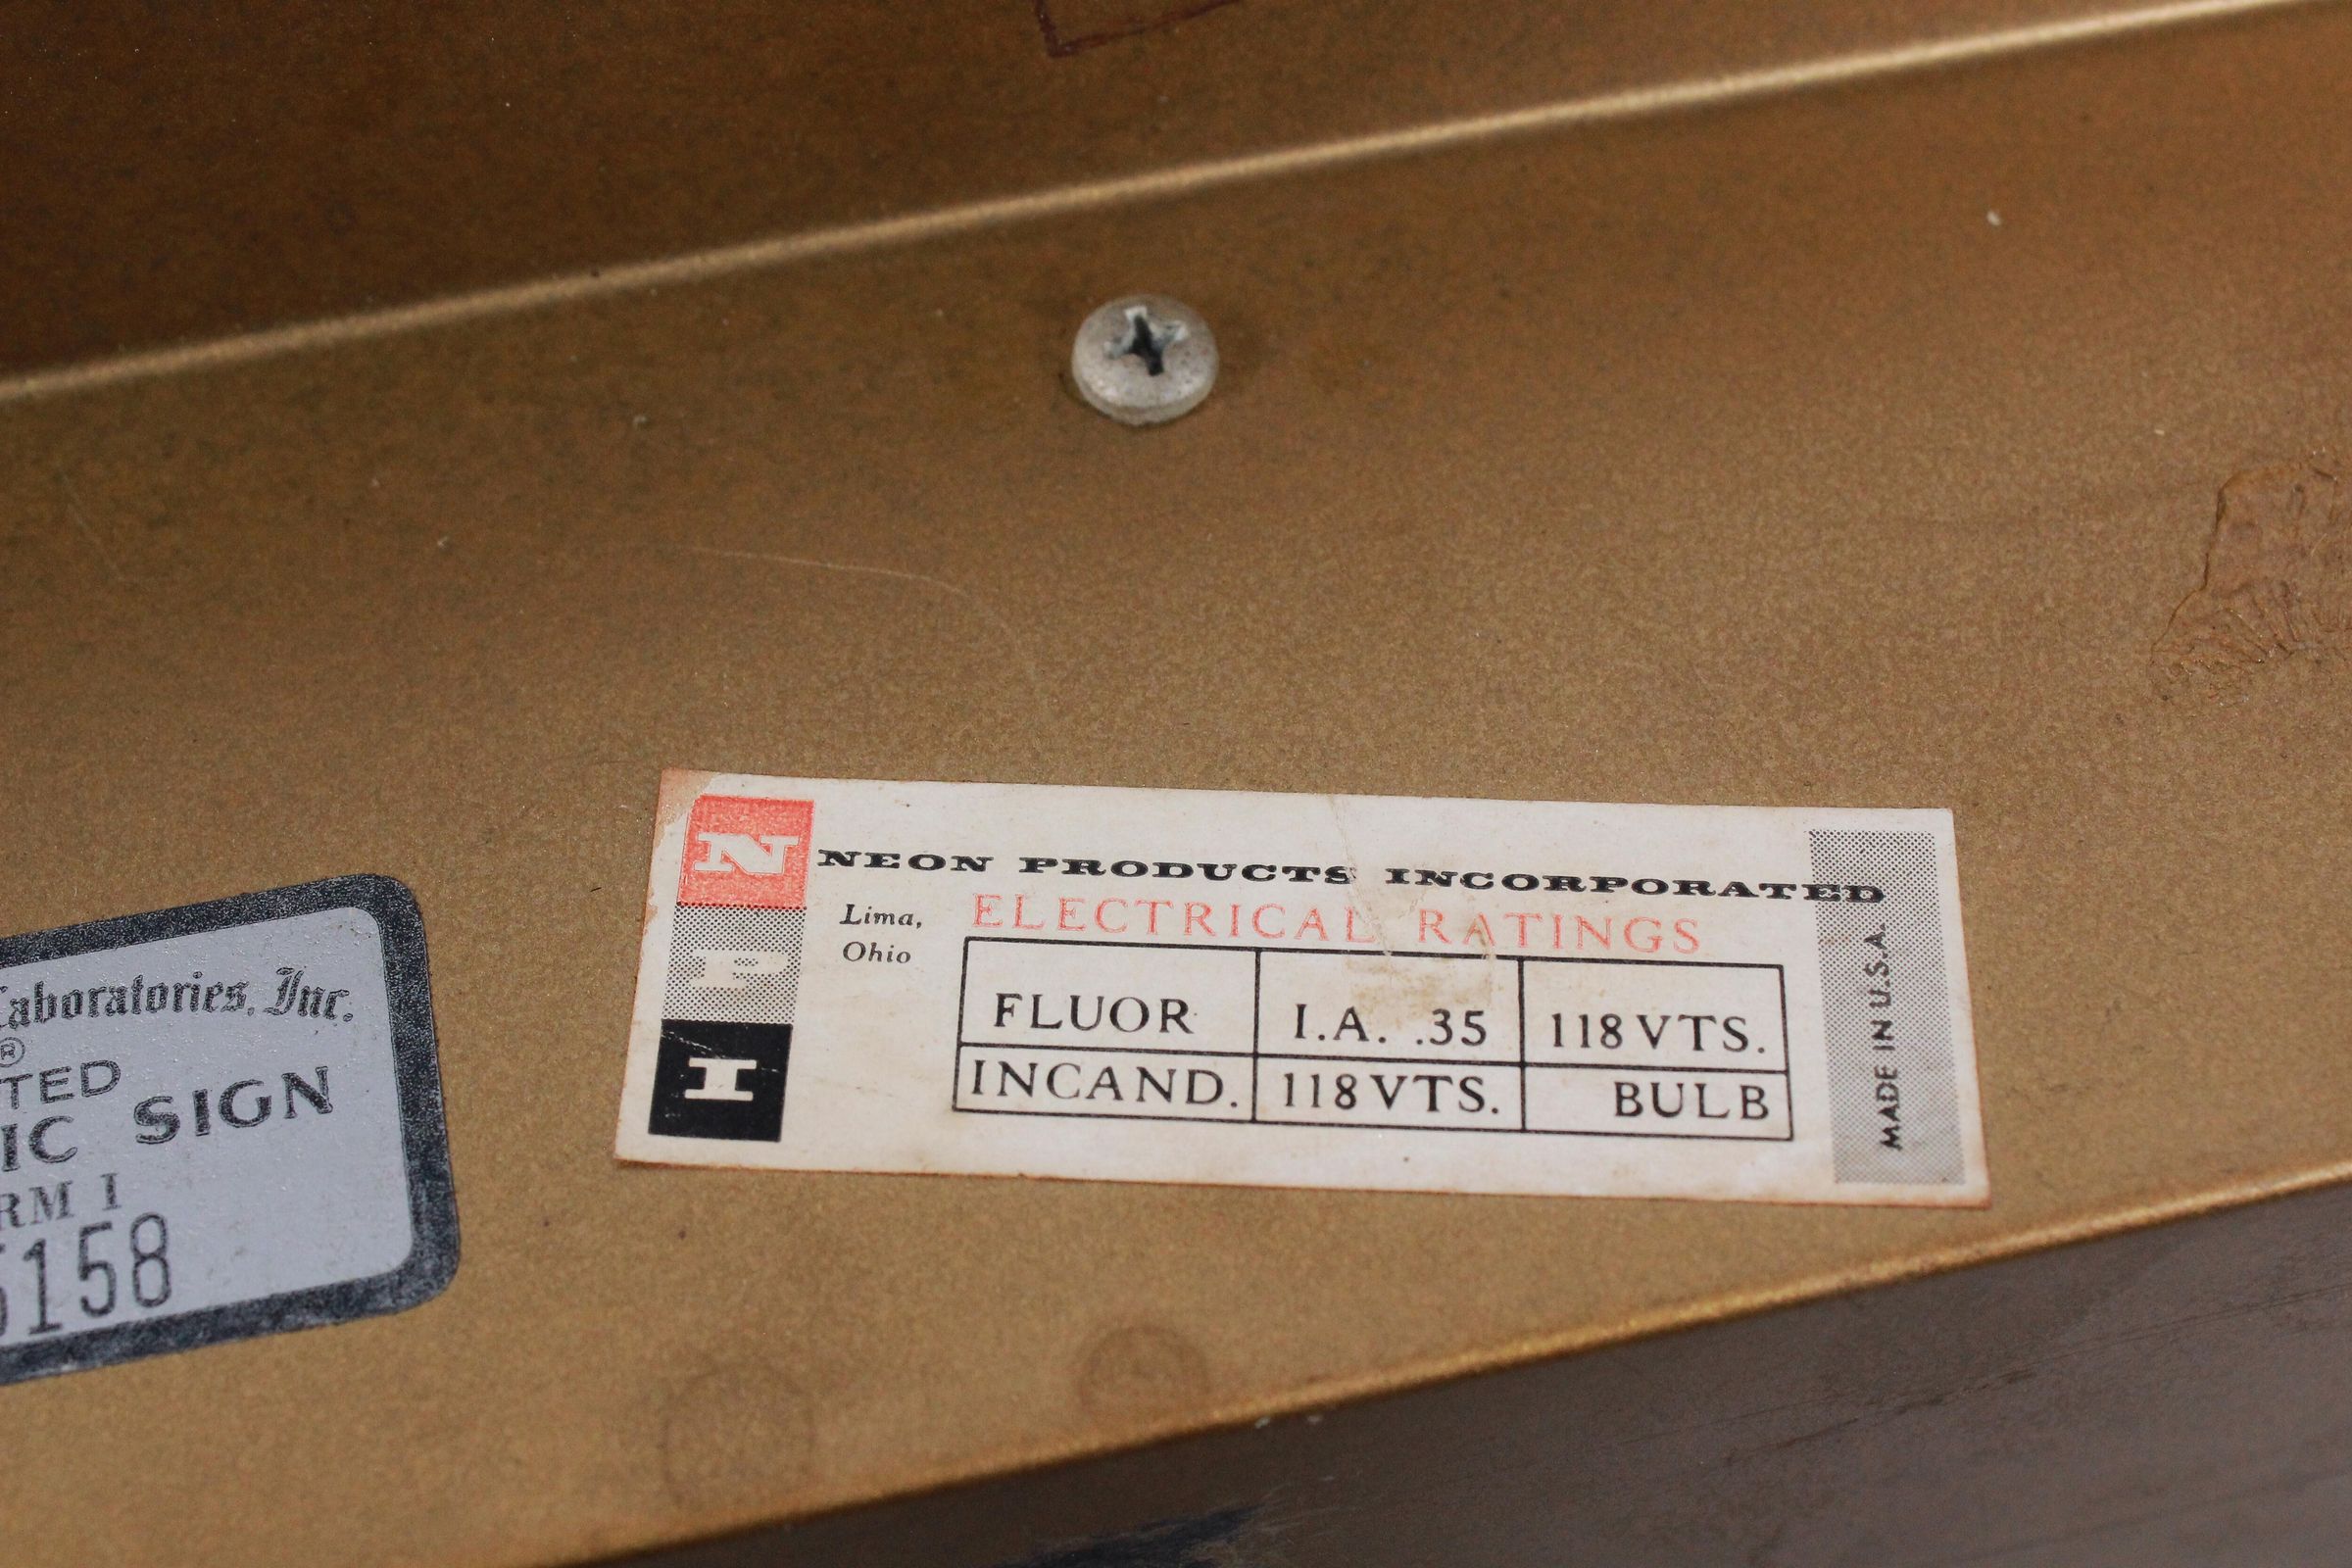 Laboratories, Inc.
®
TED
IC SIGN
RM I
5158
N
P
I
NEON PRODUCTS INCORPORATED
Lima,
Ohio
ELECTRICAL RATINGS
FLUOR I.A. .35 118 VTS.
INCAND. 118 VTS. BULB
MADE IN U.S.A.